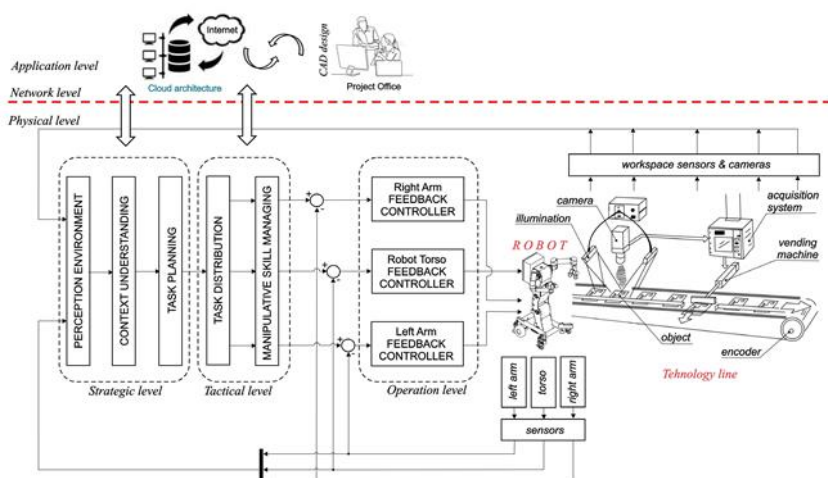 Internet
CAD design
Application level
Cloud architecture
Project Office
Network level
Physical level
workspace sensors & cameras
PERCEPTION ENVIRONMENT
CONTEXT UNDERSTANDING
TASK PLANNING
TASK DISTRIBUTION
MANIPULATIVE SKILL MANAGING
+
-
+
-
+
-
Right Arm
FEEDBACK
CONTROLLER
Robot Torso
FEEDBACK
CONTROLLER
Left Arm
FEEDBACK
CONTROLLER
camera
illumination
acquisition
system
ROBOT
vending
machine
object
encoder
Tehnology line
Strategic level
Tactical level
Operation level
left arm
torso
right arm
sensors